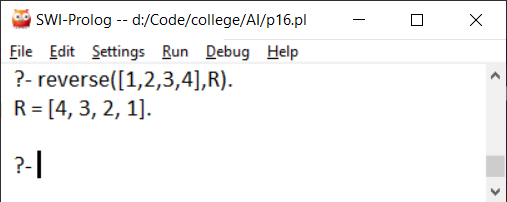 SWI-Prolog -- d:/Code/college/AI/p16.pl
File Edit Settings Run Debug Help
?- reverse([1,2,3,4],R).
R = [4, 3, 2, 1].
?-